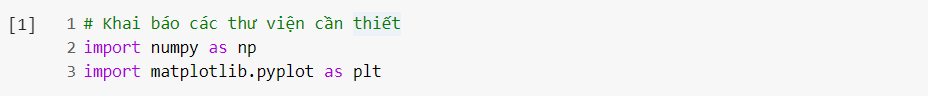 [1] 1 # Khai báo các thư viện cần thiết
2 import numpy as np
3 import matplotlib.pyplot as plt